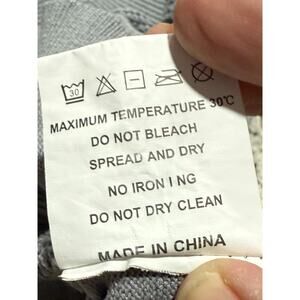 30
MAXIMUM TEMPERATURE 30℃
DO NOT BLEACH
SPREAD AND DRY
NO IRON I NG
DO NOT DRY CLEAN
MADE IN CHINA